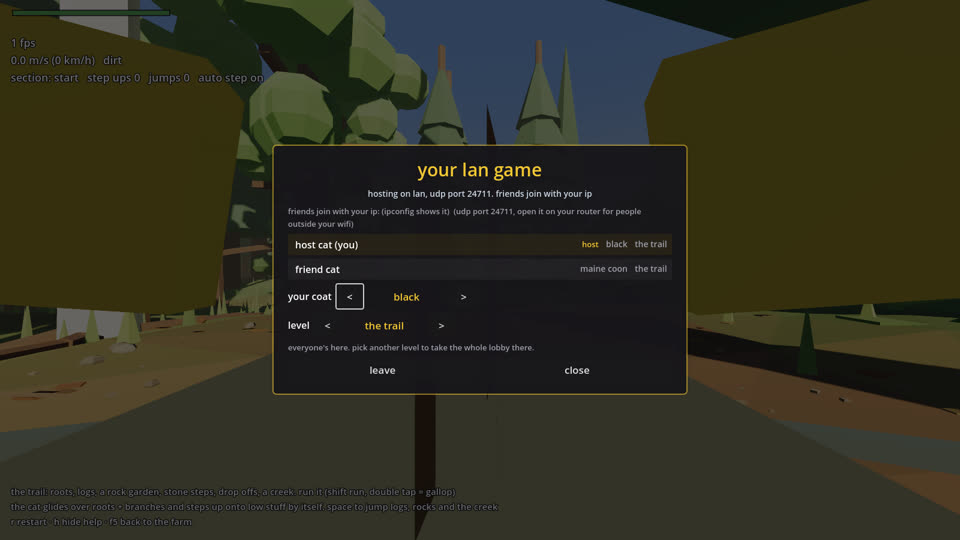 1 fps
0.0 m/s (0 km/h) dirt
section: start step ups 0 jumps 0 auto step on
your lan game
hosting on lan, udp port 24711. friends join with your ip
friends join with your ip: (ipconfig shows it) (udp port 24711, open it on your router for people
outside your wifi)
host cat (you) host black the trail
friend cat maine coon the trail
your coat < black >
level < the trail >
everyone's here. pick another level to take the whole lobby there.
leave close
the trail: roots, logs, a rock garden, stone steps, drop offs, a creek. run it (shift run, double tap = gallop)
the cat glides over roots + branches and steps up onto low stuff by itself. space to jump logs, rocks and the creek
r restart · h hide help · f5 back to the farm